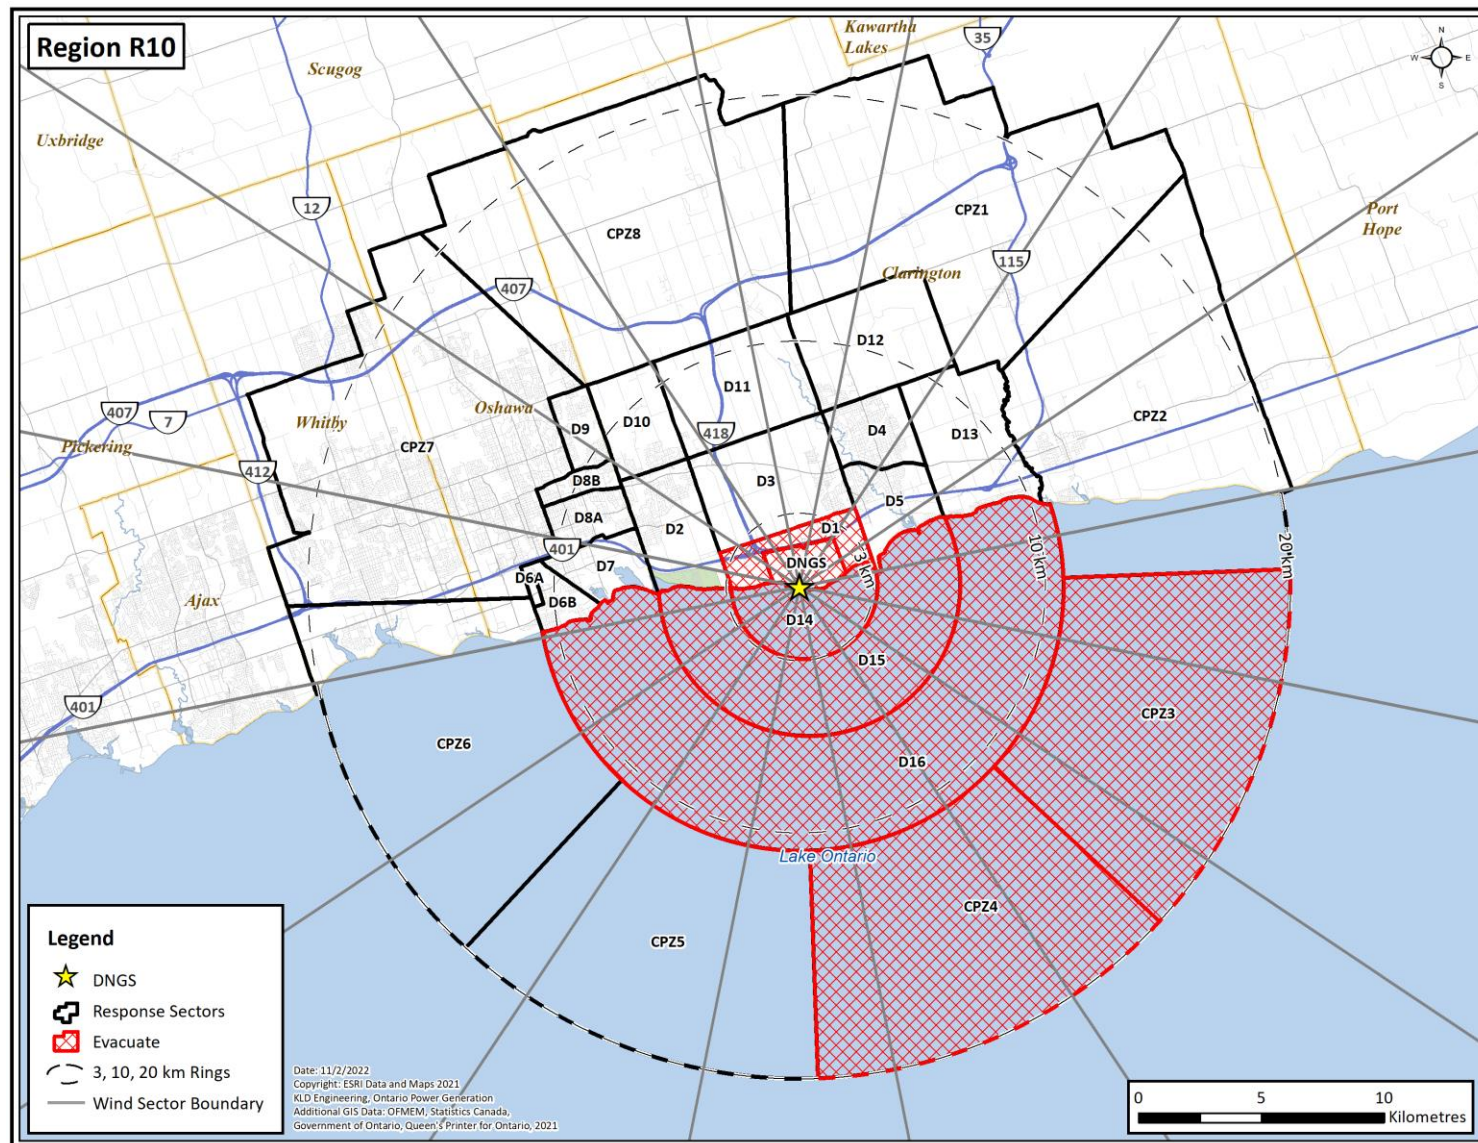 Region R10
Kawartha
Lakes
35
N
W
E
S
Scugog
Uxbridge
12
CPZ8
CPZ1
Port
Hope
115
Clarington
407
D12
D11
407
7
Whitby
Oshawa
D9
D10
418
D4
D13
CPZ2
Pickering
CPZ7
412
D8B
D3
D5
D8A
D2
D1
401
D7
DNGS
3 km
10 km
20 km
D6A
D6B
Ajax
D14
D15
401
CPZ6
CPZ3
D16
Lake Ontario
CPZ4
CPZ5
Legend
DNGS
Response Sectors
Evacuate
3, 10, 20 km Rings
Wind Sector Boundary
Date: 11/2/2022
Copyright: ESRI Data and Maps 2021
KLD Engineering, Ontario Power Generation
Additional GIS Data: OFMEM, Statistics Canada,
Government of Ontario, Queen's Printer for Ontario, 2021
0 5 10
Kilometres